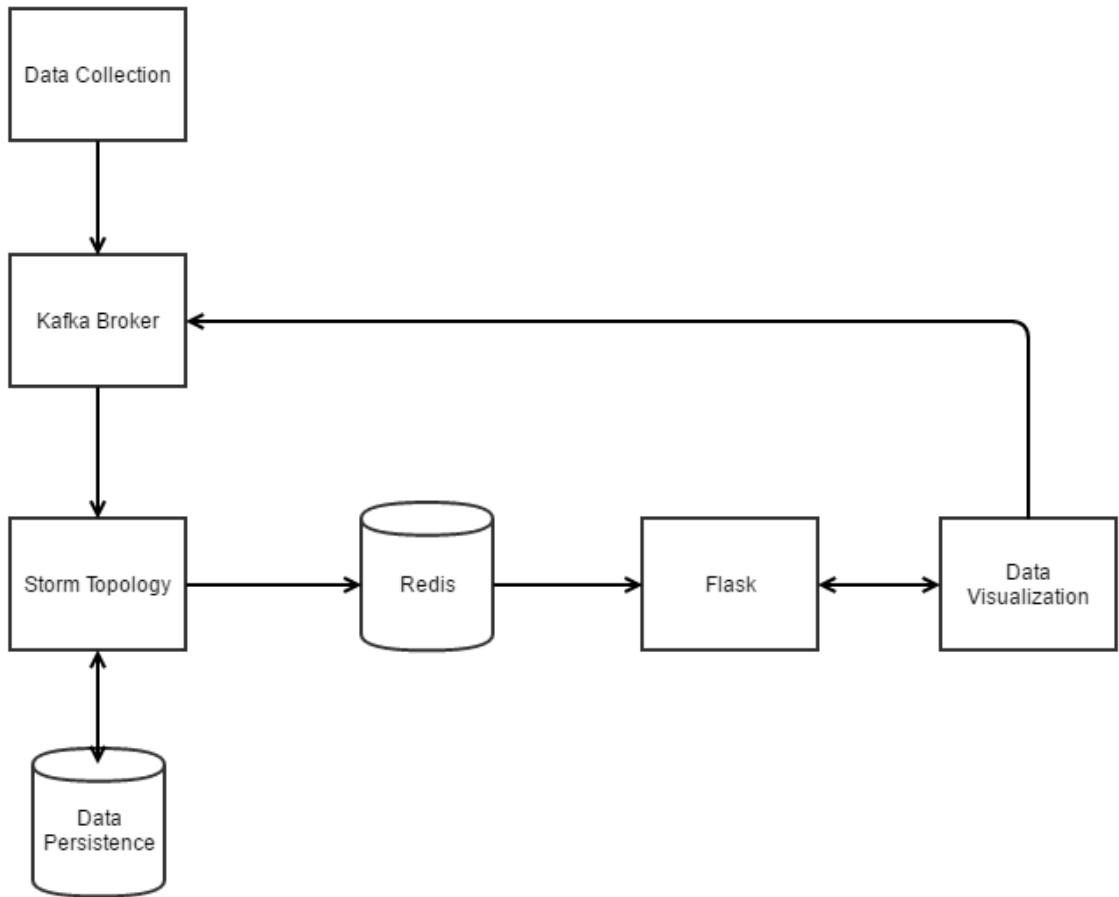 Data Collection
Kafka Broker
Storm Topology
Redis
Flask
Data
Visualization
Data
Persistence